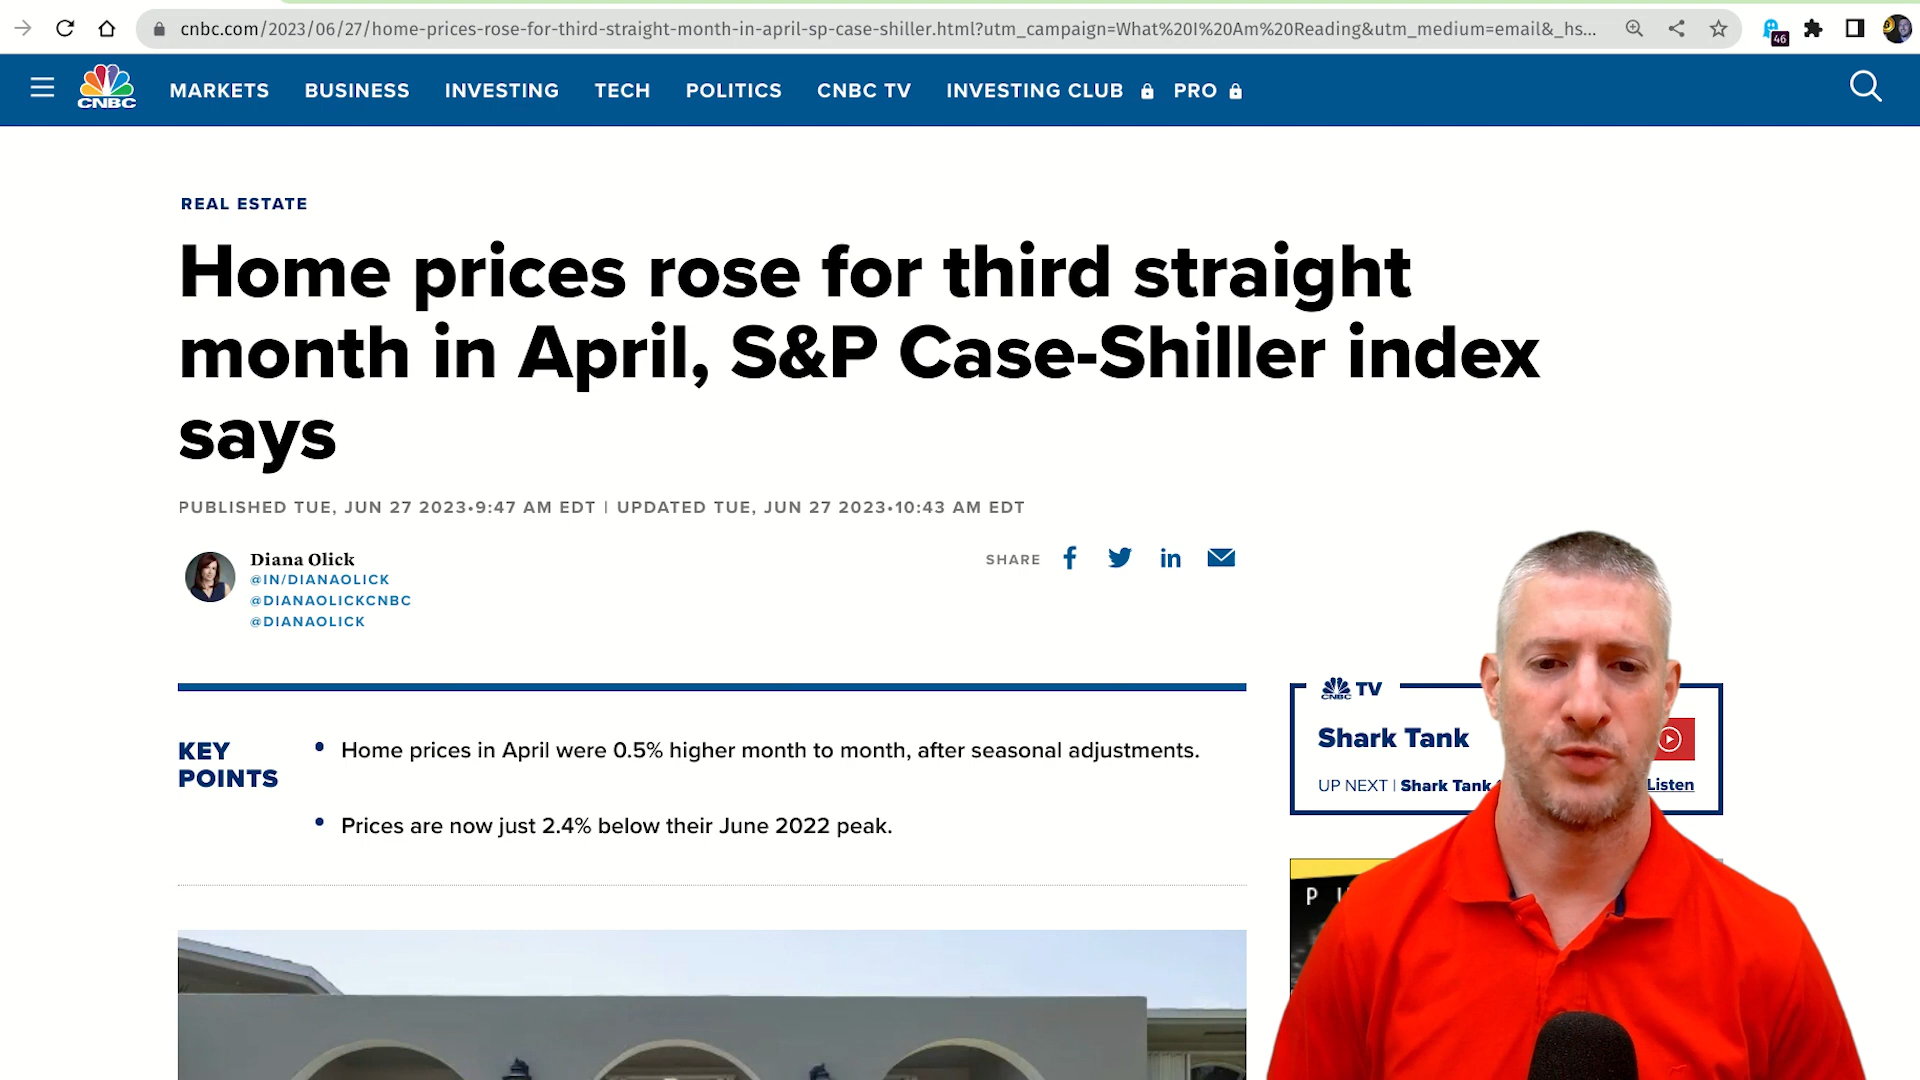 cnbc.com/2023/06/27/home-prices-rose-for-third-straight-month-in-april-sp-case-shiller.html?utm_campaign=What%20I%20Am%20Reading&utm_medium=email&_hs...
46
CNBC
MARKETS BUSINESS INVESTING TECH POLITICS CNBC TV INVESTING CLUB PRO
REAL ESTATE
Home prices rose for third straight
month in April, S&P Case-Shiller index
says
PUBLISHED TUE, JUN 27 2023•9:47 AM EDT | UPDATED TUE, JUN 27 2023•10:43 AM EDT
Diana Olick
@IN/DIANAOLICK
@DIANAOLICKCNBC
@DIANAOLICK
SHARE
KEY
POINTS
• Home prices in April were 0.5% higher month to month, after seasonal adjustments.
• Prices are now just 2.4% below their June 2022 peak.
CNBC TV
Shark Tank
UP NEXT | Shark Tank
Listen